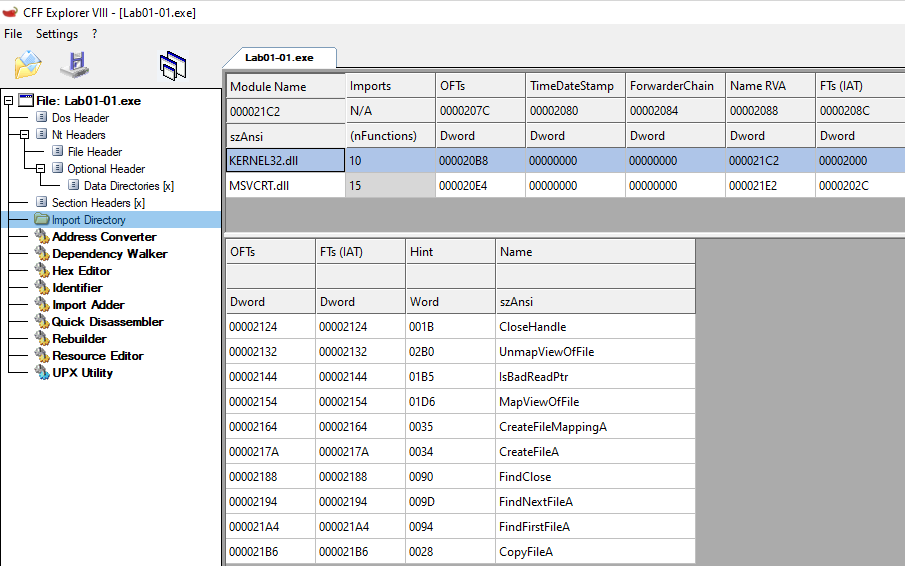 CFF Explorer VIII - [Lab01-01.exe]
File Settings ?
Lab01-01.exe
File: Lab01-01.exe
Dos Header
Nt Headers
File Header
Optional Header
Data Directories [x]
Section Headers [x]
Import Directory
Address Converter
Dependency Walker
Hex Editor
Identifier
Import Adder
Quick Disassembler
Rebuilder
Resource Editor
UPX Utility
Module Name Imports OFTs TimeDateStamp ForwarderChain Name RVA FTs (IAT)
000021C2 N/A 0000207C 00002080 00002084 00002088 0000208C
szAnsi (nFunctions) Dword Dword Dword Dword Dword
KERNEL32.dll 10 000020B8 00000000 00000000 000021C2 00002000
MSVCRT.dll 15 000020E4 00000000 00000000 000021E2 0000202C
OFTs FTs (IAT) Hint Name
Dword Dword Word szAnsi
00002124 00002124 001B CloseHandle
00002132 00002132 02B0 UnmapViewOfFile
00002144 00002144 01B5 IsBadReadPtr
00002154 00002154 01D6 MapViewOfFile
00002164 00002164 0035 CreateFileMappingA
0000217A 0000217A 0034 CreateFileA
00002188 00002188 0090 FindClose
00002194 00002194 009D FindNextFileA
000021A4 000021A4 0094 FindFirstFileA
000021B6 000021B6 0028 CopyFileA